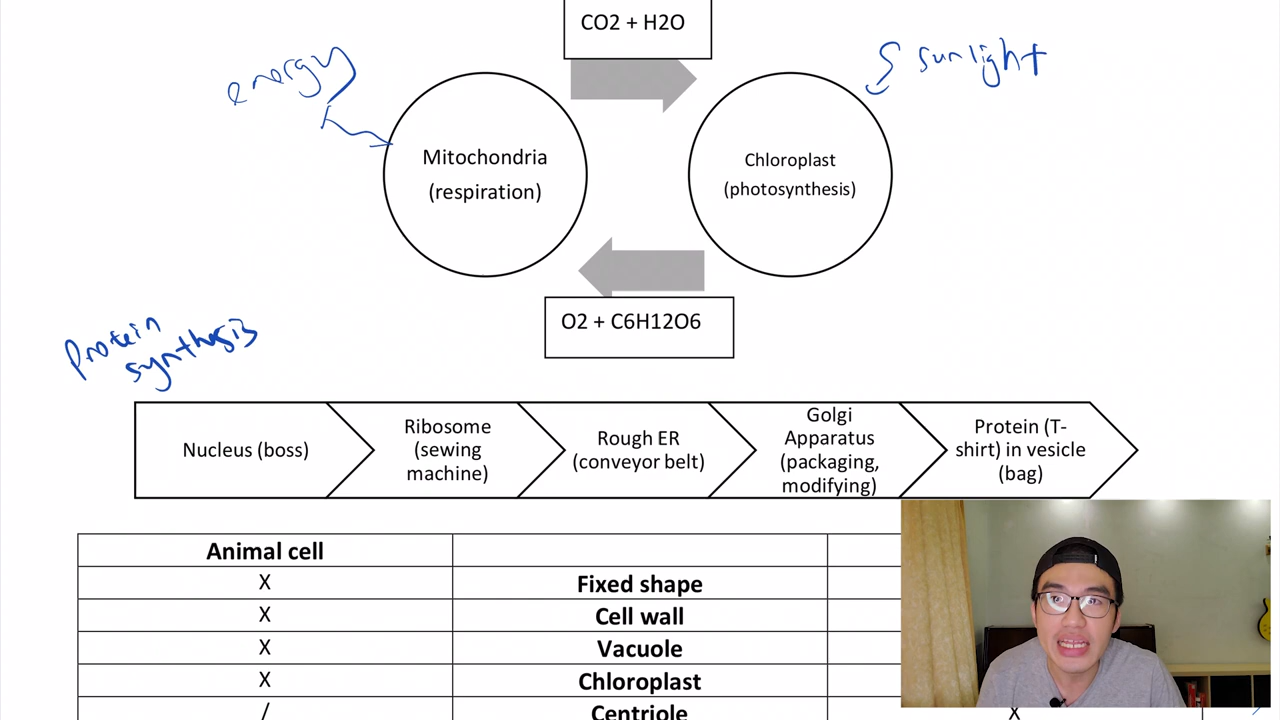 CO2 + H2O
energy
sunlight
Mitochondria
(respiration)
Chloroplast
(photosynthesis)
O2 + C6H12O6
Protein
synthesis
Nucleus (boss)
Ribosome
(sewing
machine)
Rough ER
(conveyor belt)
Golgi
Apparatus
(packaging,
modifying)
Protein (T-
shirt) in vesicle
(bag)
Animal cell
X Fixed shape
X Cell wall
X Vacuole
X Chloroplast
/ Centriole X